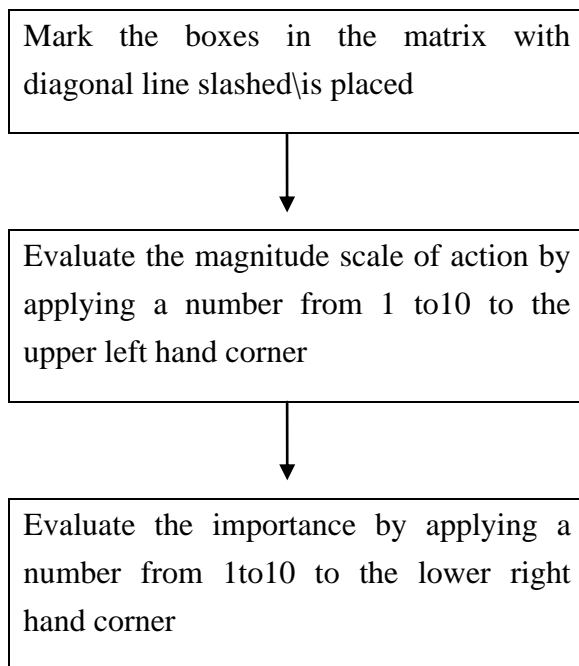 Mark the boxes in the matrix with
diagonal line slashed\is placed
Evaluate the magnitude scale of action by
applying a number from 1 to10 to the
upper left hand corner
Evaluate the importance by applying a
number from 1to10 to the lower right
hand corner